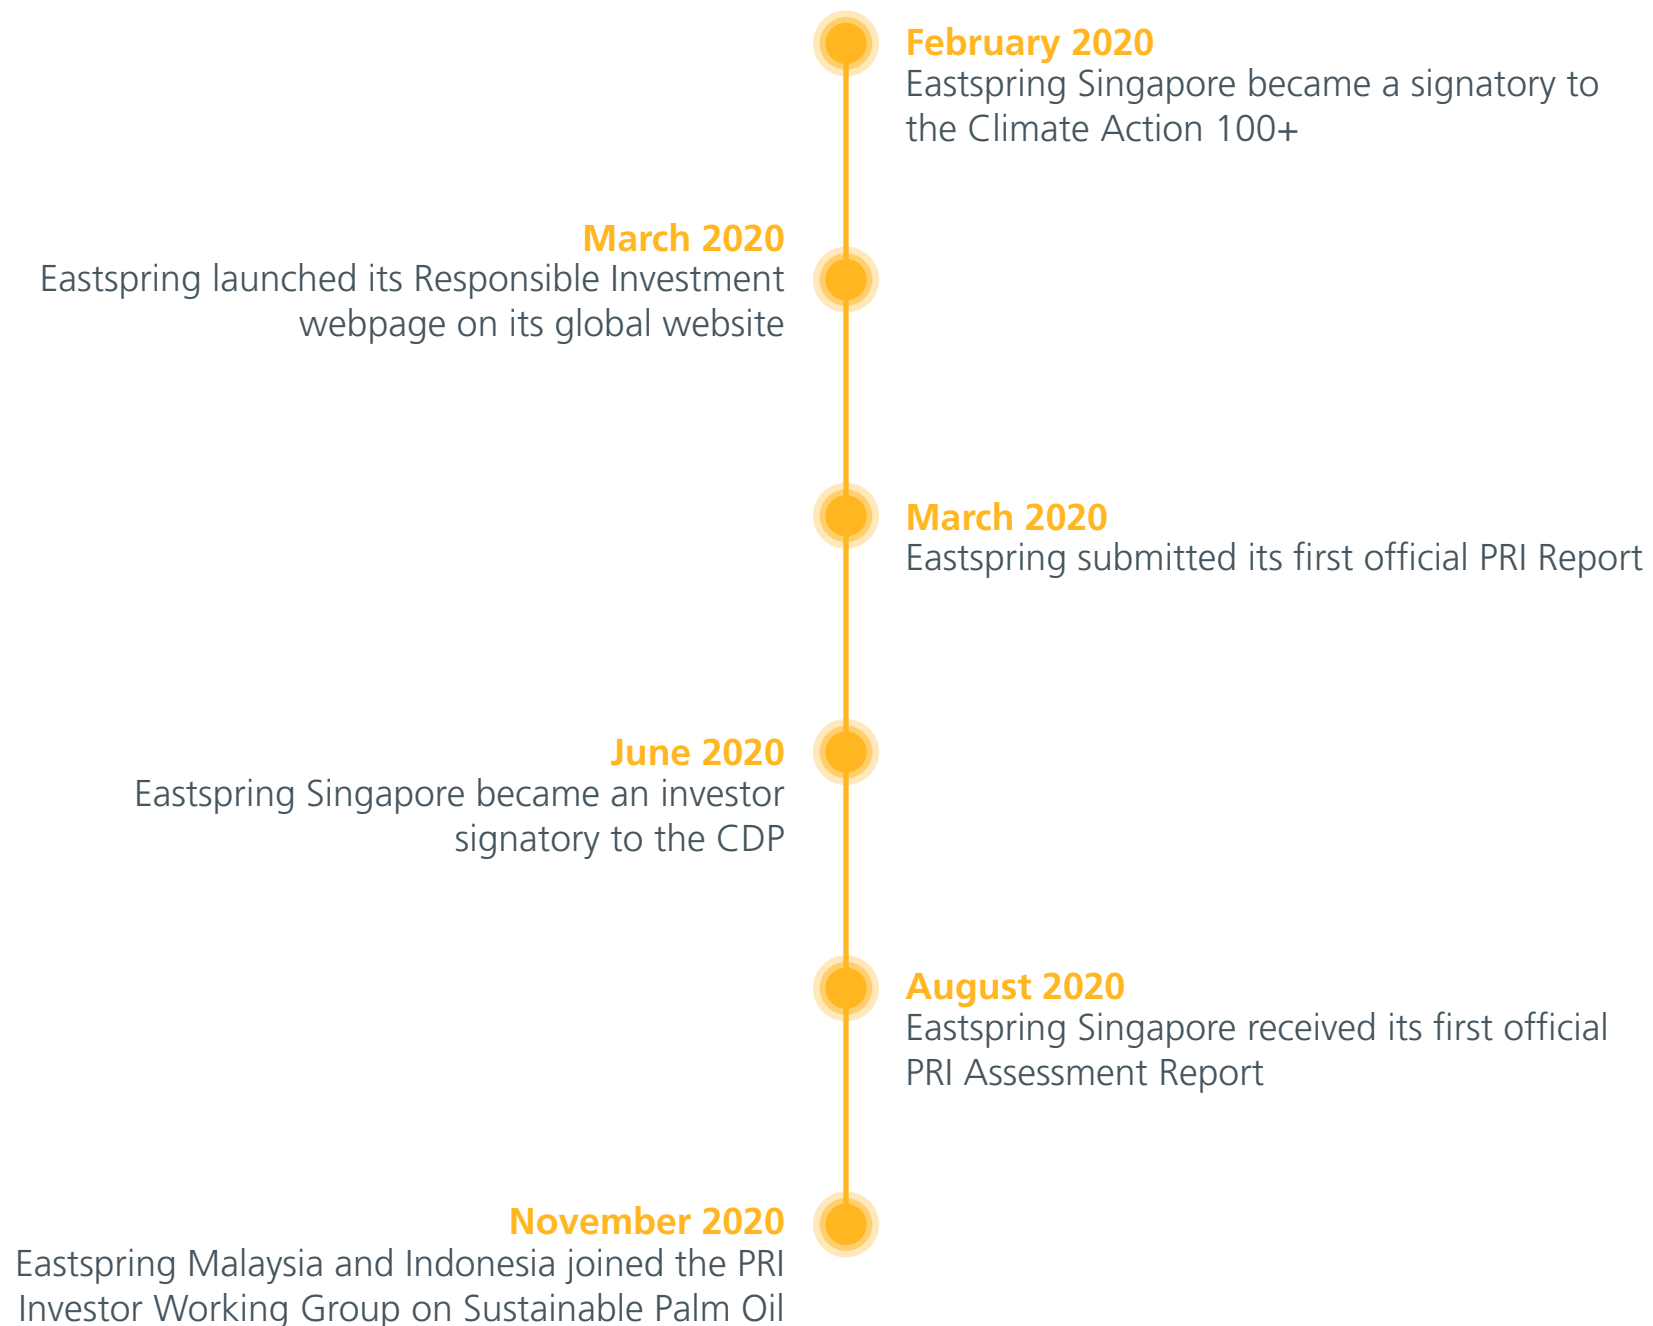 February 2020
Eastspring Singapore became a signatory to
the Climate Action 100+
March 2020
Eastspring launched its Responsible Investment
webpage on its global website
March 2020
Eastspring submitted its first official PRI Report
June 2020
Eastspring Singapore became an investor
signatory to the CDP
August 2020
Eastspring Singapore received its first official
PRI Assessment Report
November 2020
Eastspring Malaysia and Indonesia joined the PRI
Investor Working Group on Sustainable Palm Oil